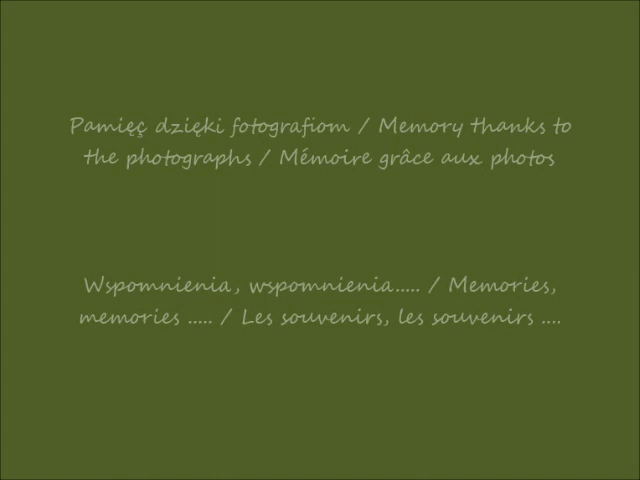 Pamięç dzięki fotografiom / Memory thanks to
the photographs / Mémoire grâce aux photos
Wspomnienia, wspomnienia..... / Memories,
memories ..... / Les souvenirs, les souvenirs ....